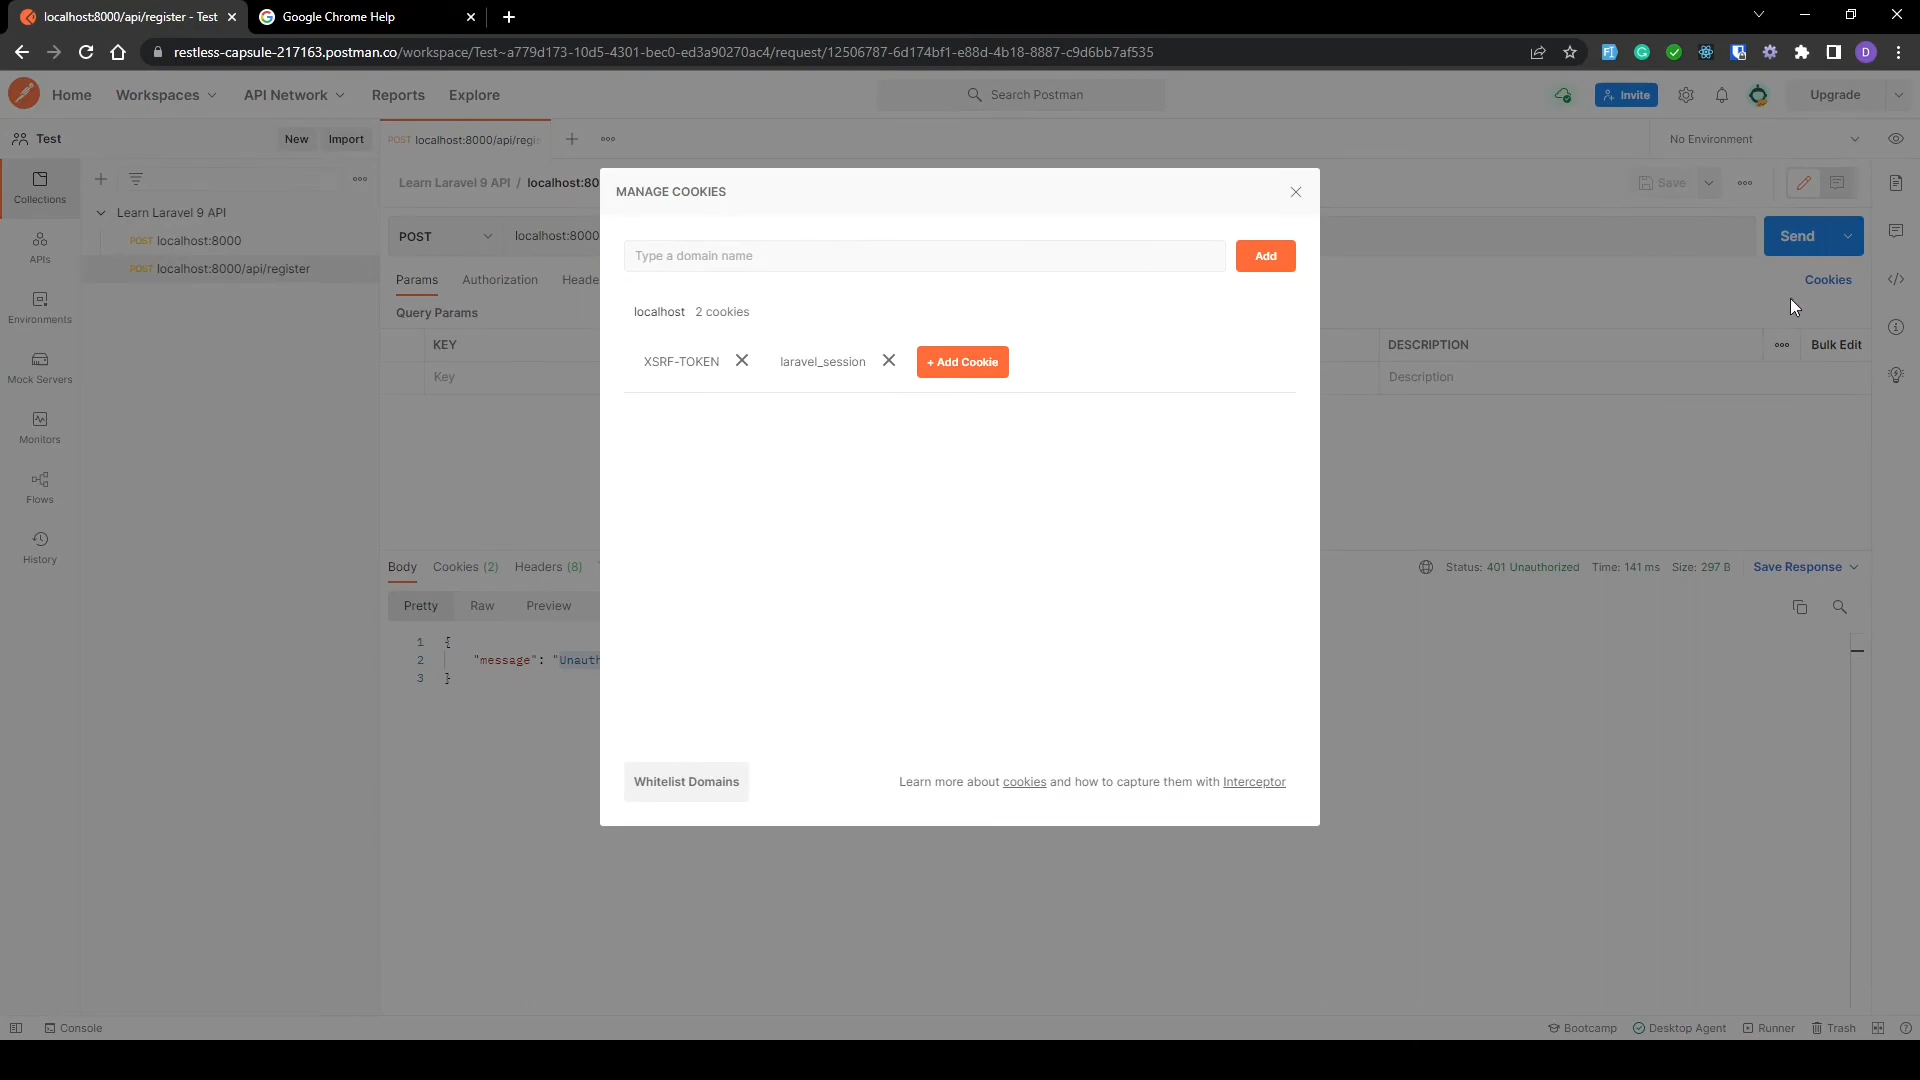 localhost:8000/api/register - Test
Google Chrome Help
restless-capsule-217163.postman.co/workspace/Test~a779d173-10d5-4301-bec0-ed3a90270ac4/request/12506787-6d174bf1-e88d-4b18-8887-c9d6bb7af535
D
Home Workspaces API Network Reports Explore
Search Postman
Invite
Upgrade
Test
New Import
POST localhost:8000/api/regis
No Environment
Collections
APIs
Environments
Mock Servers
Monitors
Flows
History
Learn Laravel 9 API
POST localhost:8000
POST localhost:8000/api/register
Learn Laravel 9 API / localhost:80
Save
POST localhost:8000
Send
Params Authorization Heade
Cookies
Query Params
KEY
DESCRIPTION
Bulk Edit
Key
Description
MANAGE COOKIES
Type a domain name
Add
localhost 2 cookies
XSRF-TOKEN laravel_session + Add Cookie
Whitelist Domains
Learn more about cookies and how to capture them with Interceptor
Body Cookies (2) Headers (8)
Status: 401 Unauthorized Time: 141 ms Size: 297 B Save Response
Pretty Raw Preview
1 {
2 "message": "Unauth
3 }
Console
Bootcamp Desktop Agent Runner Trash